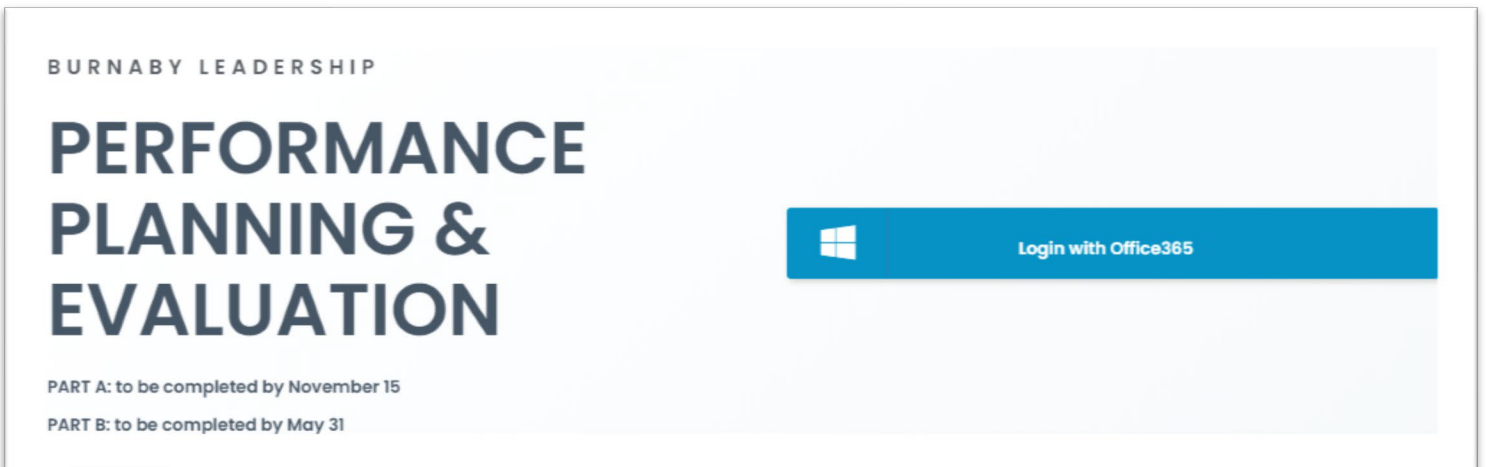 BURNABY LEADERSHIP
PERFORMANCE
PLANNING &
EVALUATION
PART A: to be completed by November 15
PART B: to be completed by May 31
Login with Office365